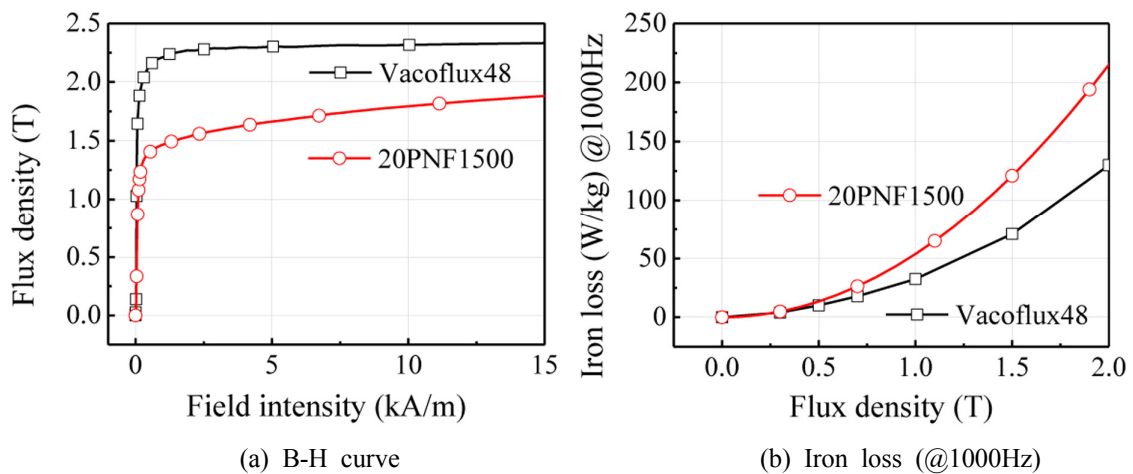 2.5
2.0
1.5
1.0
0.5
0.0
Flux density (T)
Vacoflux48
20PNF1500
0
5
10
15
Field intensity (kA/m)
(a) B-H curve
250
200
150
100
50
0
Iron loss (W/kg) @1000Hz
20PNF1500
Vacoflux48
0.0
0.5
1.0
1.5
2.0
Flux density (T)
(b) Iron loss (@1000Hz)